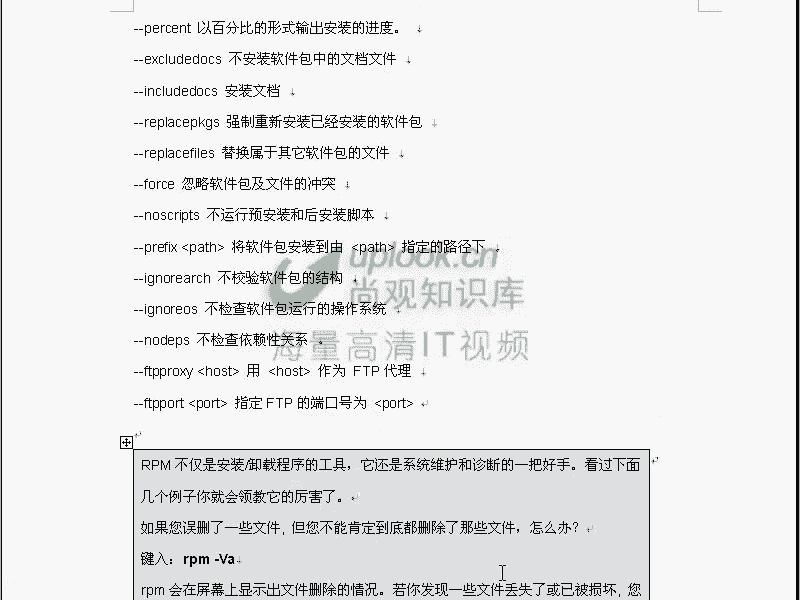 --percent 以百分比的形式输出安装的进度。
--excludedocs 不安装软件包中的文档文件
--includedocs 安装文档
--replacepkgs 强制重新安装已经安装的软件包
--replacefiles 替换属于其它软件包的文件
--force 忽略软件包及文件的冲突
--noscripts 不运行预安装和后安装脚本
--prefix <path> 将软件包安装到由 <path> 指定的路径下 。
uplook.cn
--ignorearch 不校验软件包的结构
尚观知识库
--ignoreos 不检查软件包运行的操作系统
--nodeps 不检查依赖性关系 。
海量高清IT视频
--ftpproxy <host> 用 <host> 作为 FTP 代理
--ftpport <port> 指定 FTP 的端口号为 <port>
RPM 不仅是安装/卸载程序的工具，它还是系统维护和诊断的一把好手。看过下面
几个例子你就会领教它的厉害了。
如果您误删了一些文件, 但您不能肯定到底都删除了那些文件，怎么办?
键入：rpm -Va
rpm 会在屏幕上显示出文件删除的情况。若你发现一些文件丢失了或已被损坏, 您